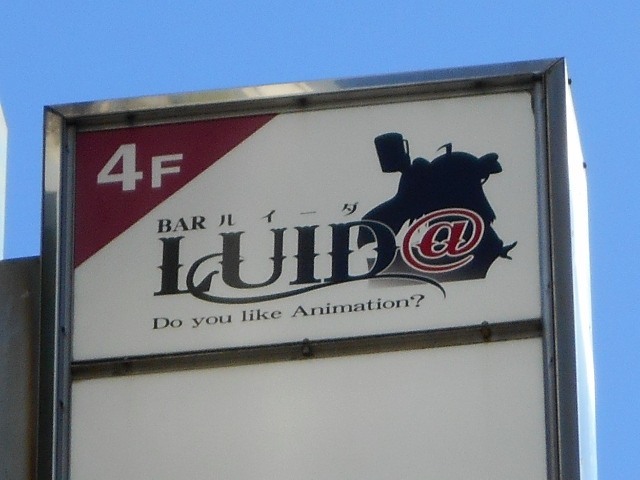 4F
BAR ルイーダ
LUID@
Do you like Animation?